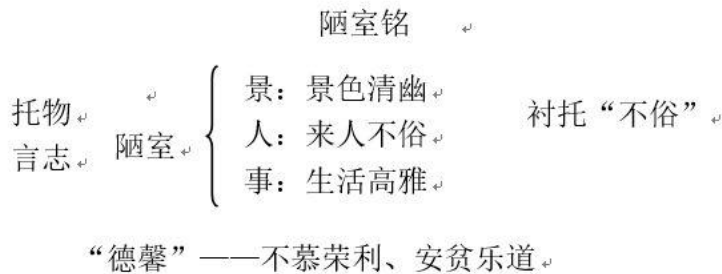 陋室铭
托物
言志
陋室
景：景色清幽
人：来人不俗
事：生活高雅
衬托“不俗”
“德馨”——不慕荣利、安贫乐道